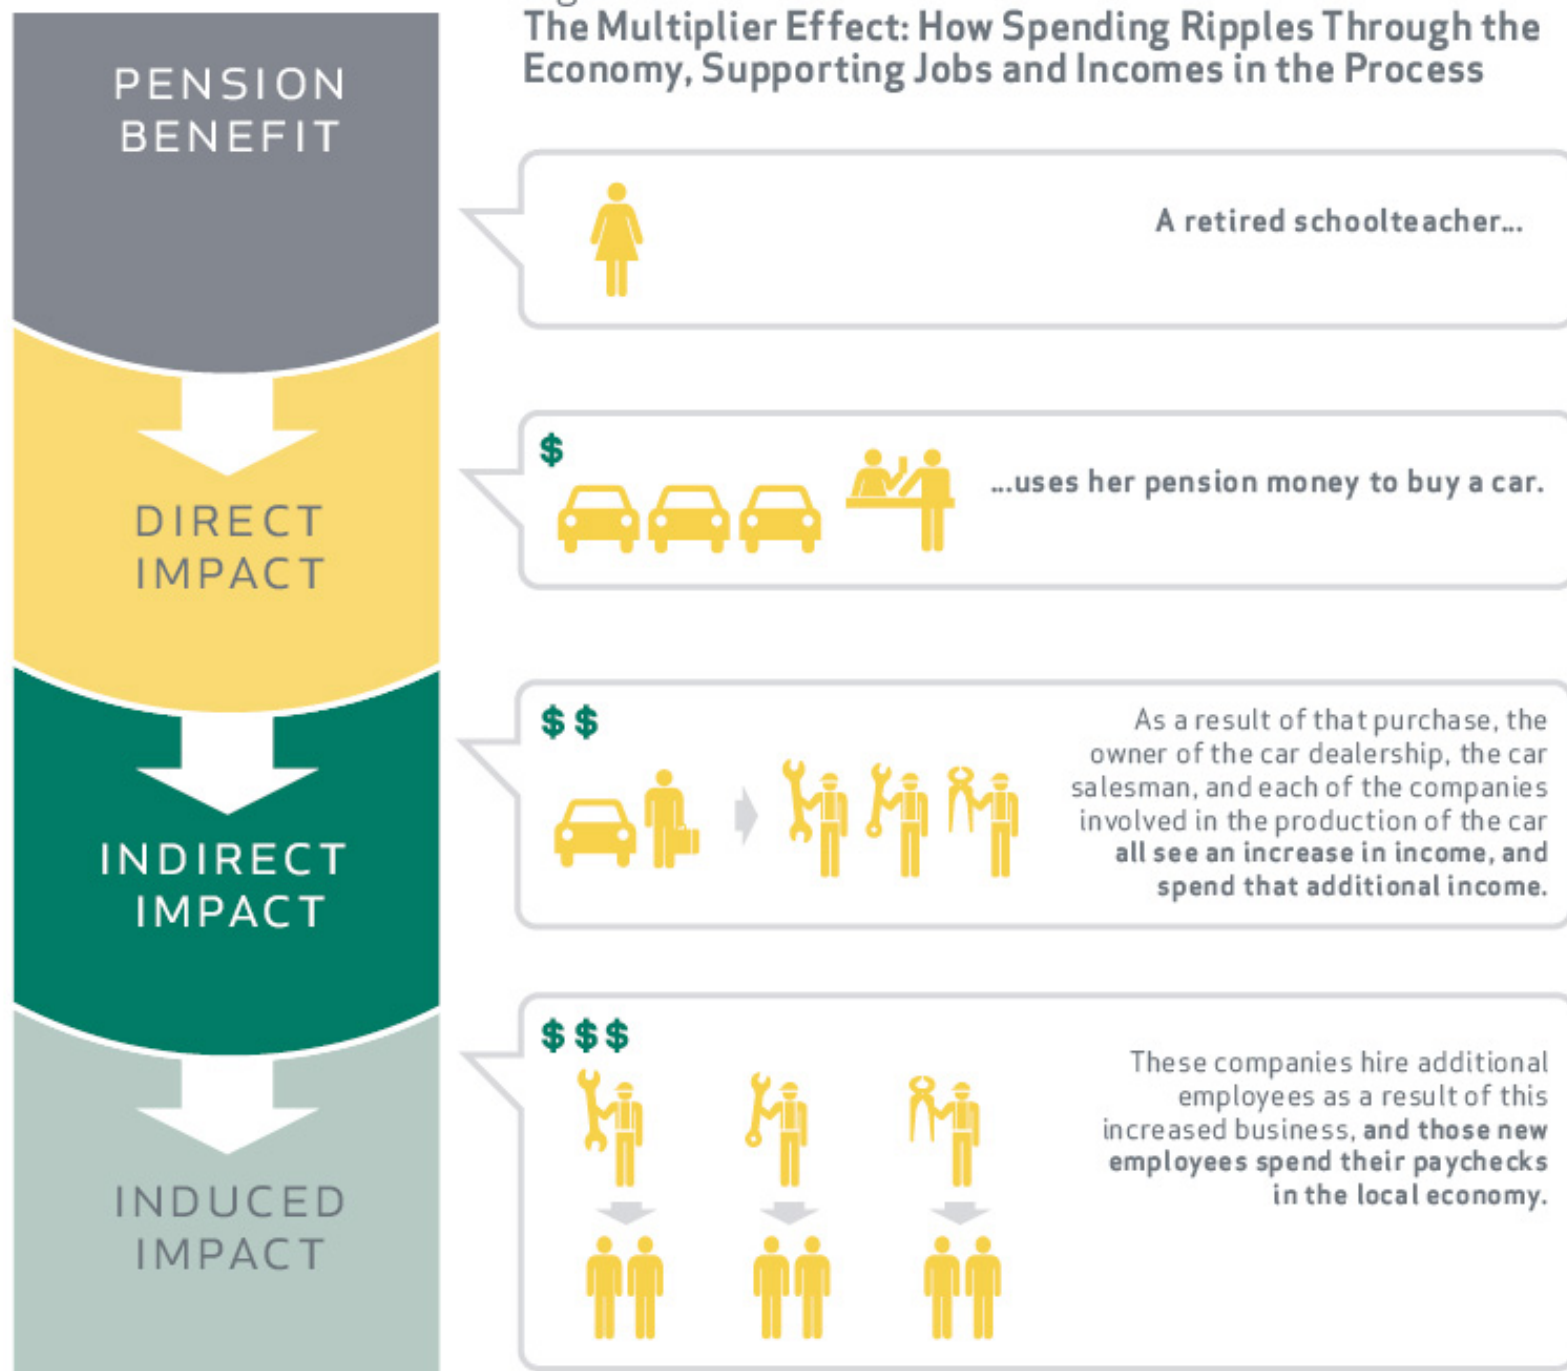 The Multiplier Effect: How Spending Ripples Through the
Economy, Supporting Jobs and Incomes in the Process
PENSION
BENEFIT
A retired schoolteacher...
$
...uses her pension money to buy a car.
DIRECT
IMPACT
$ $
As a result of that purchase, the
owner of the car dealership, the car
salesman, and each of the companies
involved in the production of the car
all see an increase in income, and
spend that additional income.
INDIRECT
IMPACT
$ $ $
These companies hire additional
employees as a result of this
increased business, and those new
employees spend their paychecks
in the local economy.
INDUCED
IMPACT